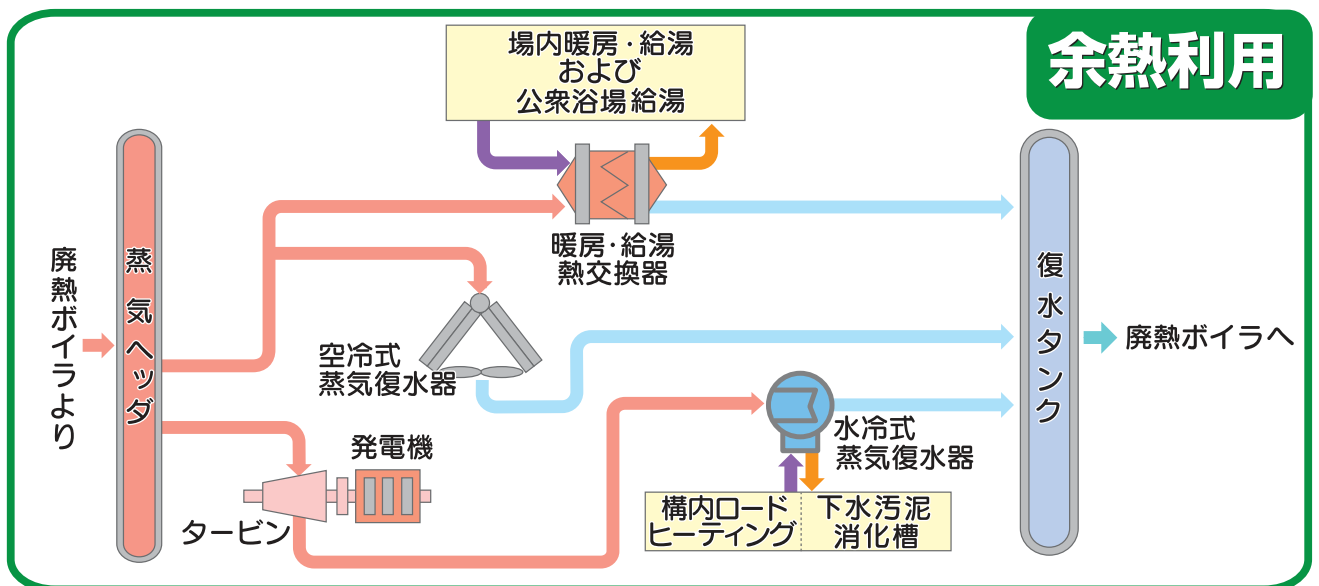 余熱利用
場内暖房・給湯
および
公衆浴場給湯
廃熱ボイラより
蒸気ヘッダ
暖房・給湯
熱交換器
空冷式
蒸気復水器
復水タンク
廃熱ボイラへ
発電機
タービン
水冷式
蒸気復水器
構内ロード
ヒーティング
下水汚泥
消化槽